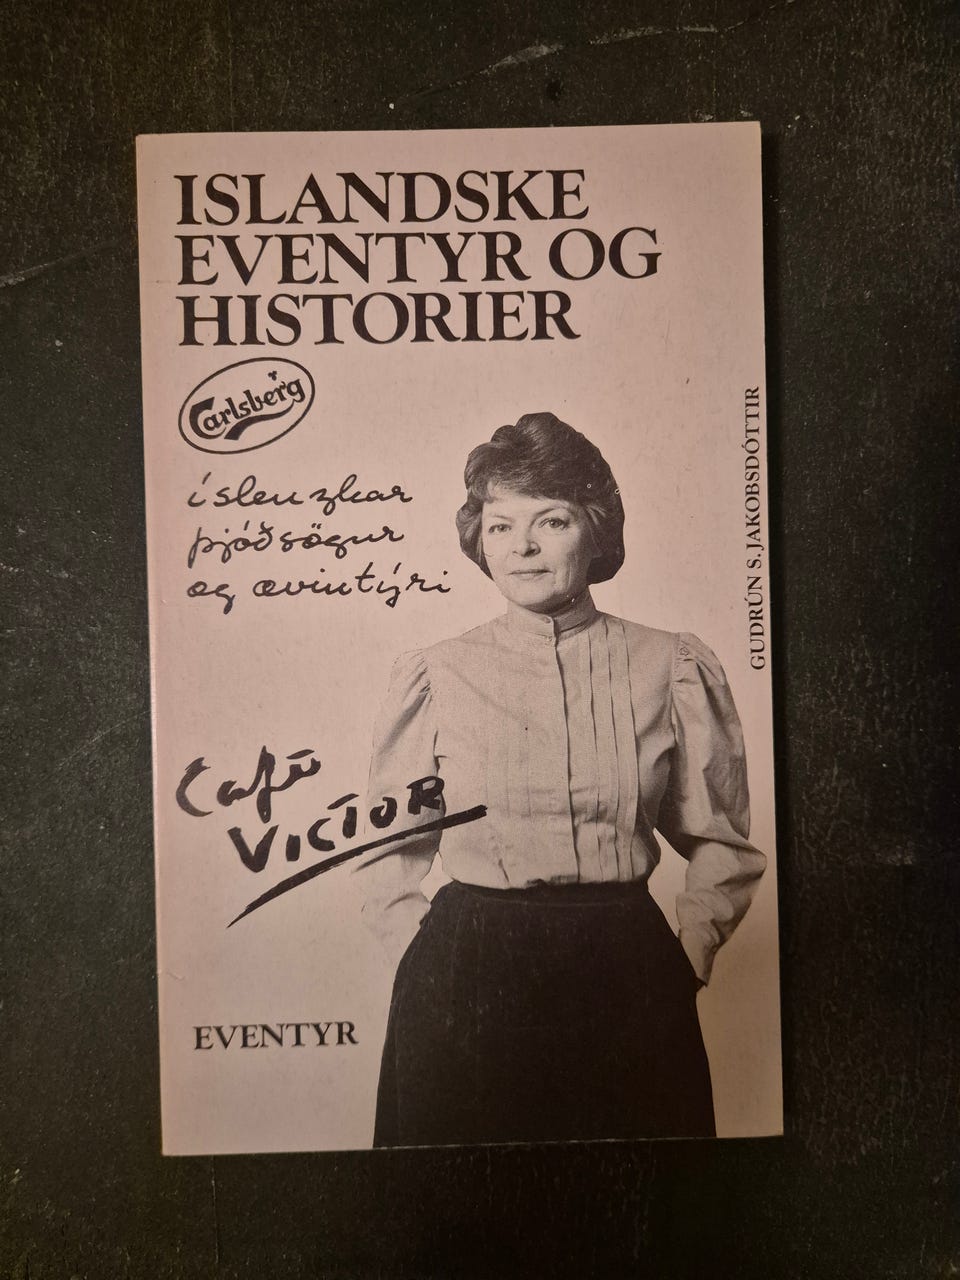 ISLANDSKE
EVENTYR OG
HISTORIER
Carlsberg
íslenzkar
þjóðsögur
og ævintýri
GUDRÚN S. JAKOBSDÓTTIR
Café
VICTOR
EVENTYR